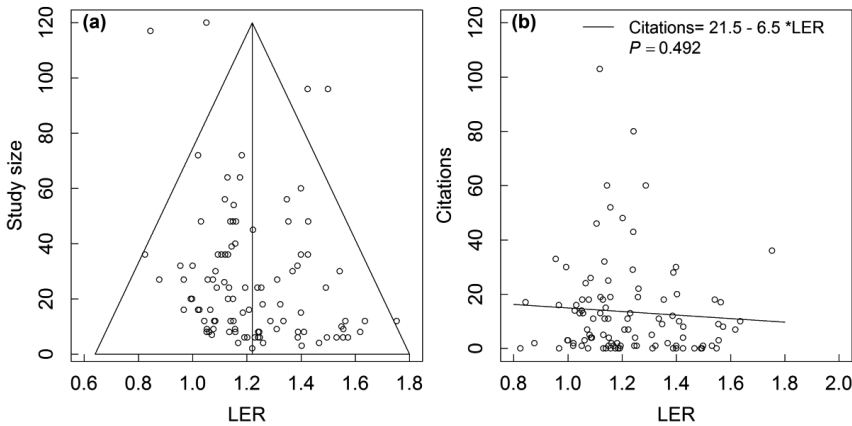 (a)
Study size
120
100
80
60
40
20
0
0.6 0.8 1.0 1.2 1.4 1.6 1.8
LER
(b)
Citations= 21.5 - 6.5 *LER
P = 0.492
Citations
120
100
80
60
40
20
0
0.8 1.0 1.2 1.4 1.6 1.8 2.0
LER